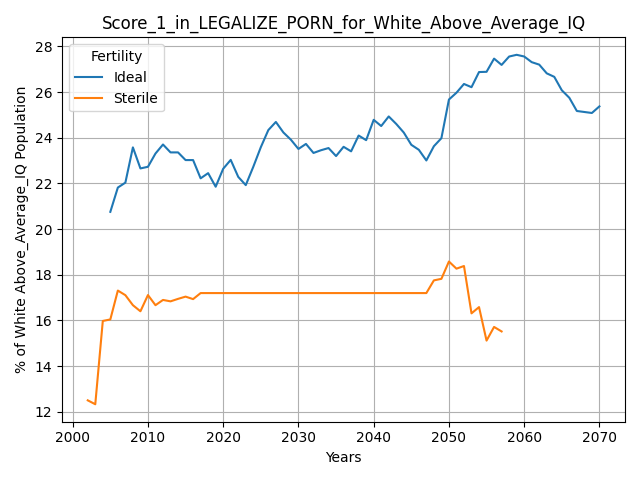 Score_1_in_LEGALIZE_PORN_for_White_Above_Average_IQ
% of White Above_Average_IQ Population
28
26
24
22
20
18
16
14
12
Fertility
Ideal
Sterile
2000 2010 2020 2030 2040 2050 2060 2070
Years